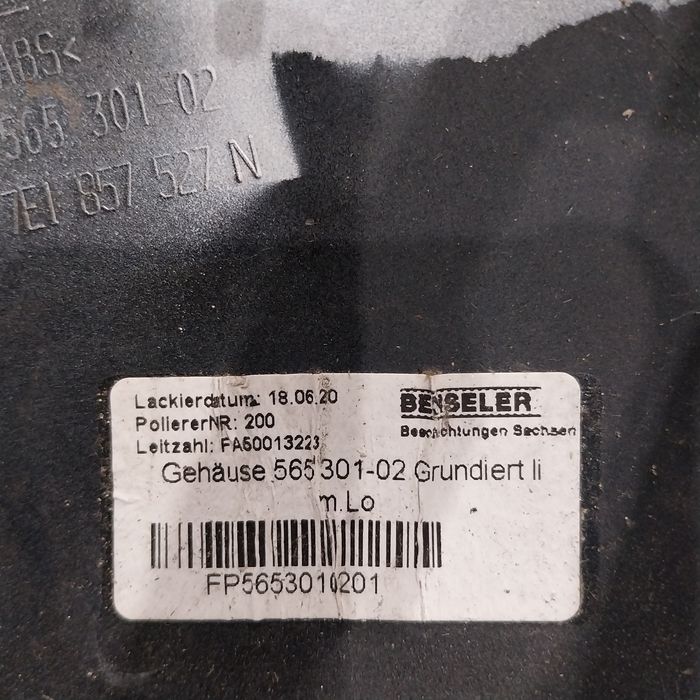 ABS<
565 301-02
7E1 857 527 N
Lackierdatum: 18.06.20
PoliererNR: 200
Leitzahl: FA50013223
BENSELER
Beschichtungen Sachsen
Gehäuse 565 301-02 Grundiert li
m.Lo
FP5653010201